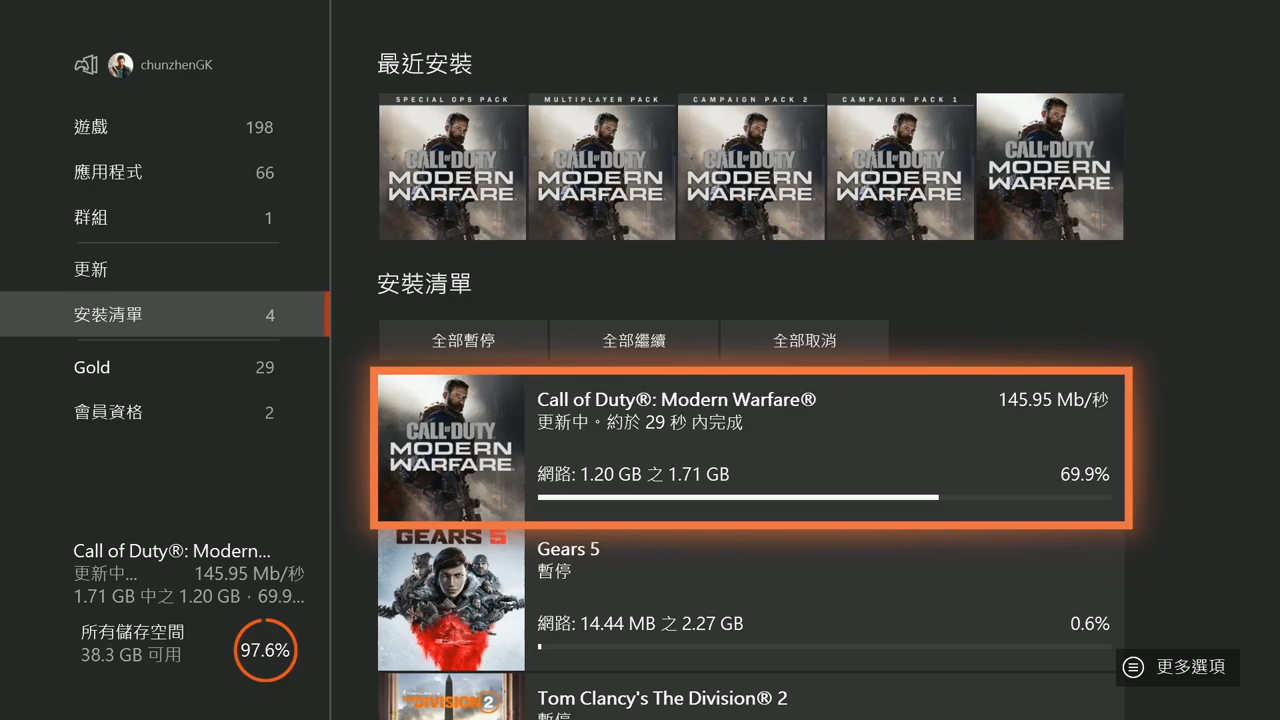 chunzhenGK
遊戲 198
應用程式 66
群組 1
更新
安裝清單 4
Gold 29
會員資格 2
Call of Duty®: Modern...
更新中... 145.95 Mb/秒
1.71 GB 中之 1.20 GB · 69.9...
所有儲存空間
38.3 GB 可用
97.6%
最近安裝
SPECIAL OPS PACK
CALL OF DUTY
MODERN
WARFARE
MULTIPLAYER PACK
CALL OF DUTY
MODERN
WARFARE
CAMPAIGN PACK 2
CALL OF DUTY
MODERN
WARFARE
CAMPAIGN PACK 1
CALL OF DUTY
MODERN
WARFARE
CALL OF DUTY
MODERN
WARFARE
安裝清單
全部暫停 全部繼續 全部取消
CALL OF DUTY
MODERN
WARFARE
Call of Duty®: Modern Warfare® 145.95 Mb/秒
更新中。約於 29 秒 內完成
網路: 1.20 GB 之 1.71 GB 69.9%
GEARS 5
Gears 5
暫停
網路: 14.44 MB 之 2.27 GB 0.6%
TOM CLANCY'S
THE DIVISION 2
Tom Clancy's The Division® 2
暫停
更多選項